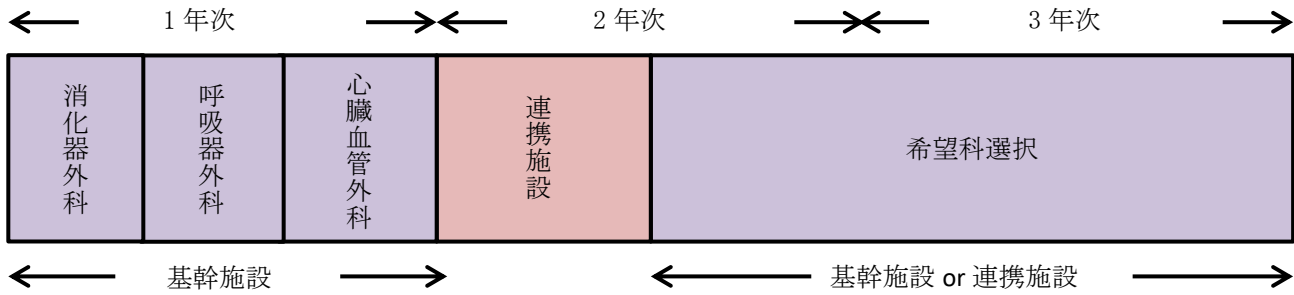 1 年次
2 年次
3 年次
消化器外科
呼吸器外科
心臓血管外科
連携施設
希望科選択
基幹施設
基幹施設 or 連携施設